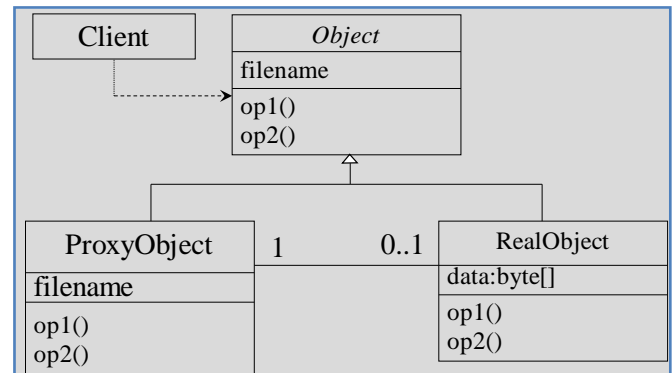 Client
Object
filename
op1()
op2()
ProxyObject
filename
op1()
op2()
1
0..1
RealObject
data:byte[]
op1()
op2()